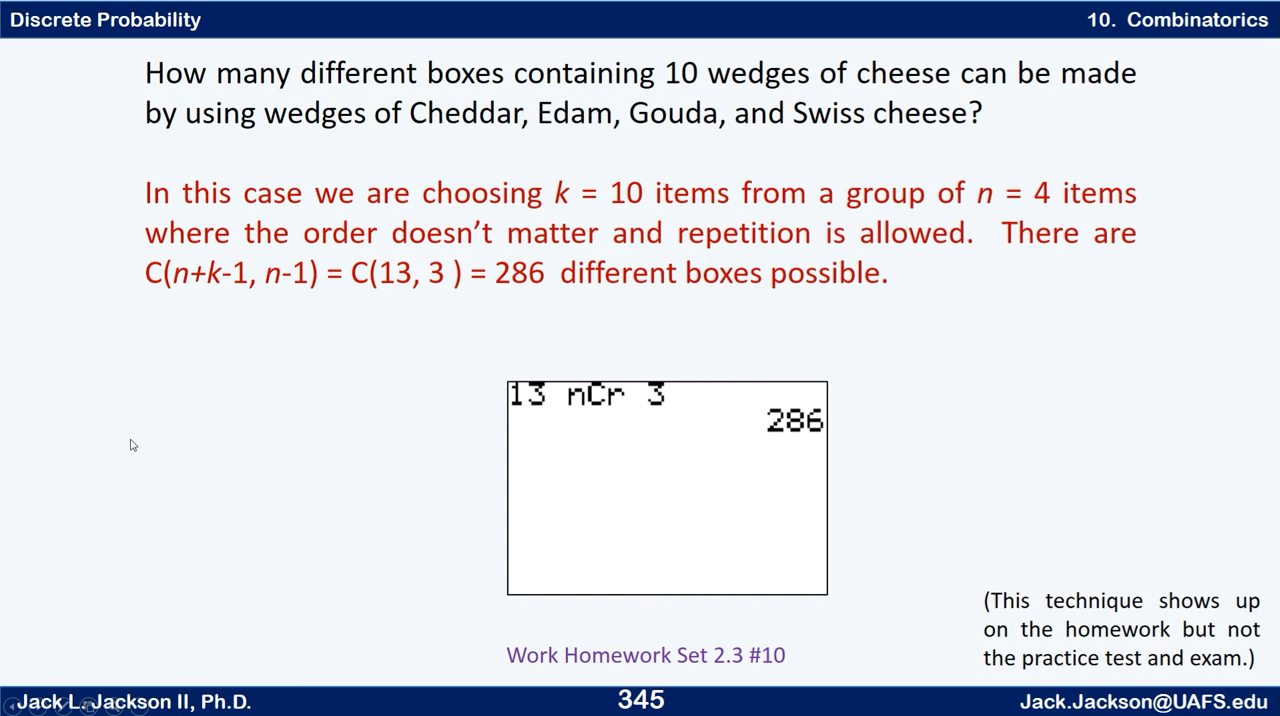 Discrete Probability
10. Combinatorics
How many different boxes containing 10 wedges of cheese can be made
by using wedges of Cheddar, Edam, Gouda, and Swiss cheese?
In this case we are choosing k = 10 items from a group of n = 4 items
where the order doesn't matter and repetition is allowed. There are
C(n+k-1, n-1) = C(13, 3 ) = 286 different boxes possible.
13 nCr 3
286
(This technique shows up
on the homework but not
the practice test and exam.)
Work Homework Set 2.3 #10
Jack L. Jackson II, Ph.D.
345
Jack.Jackson@UAFS.edu